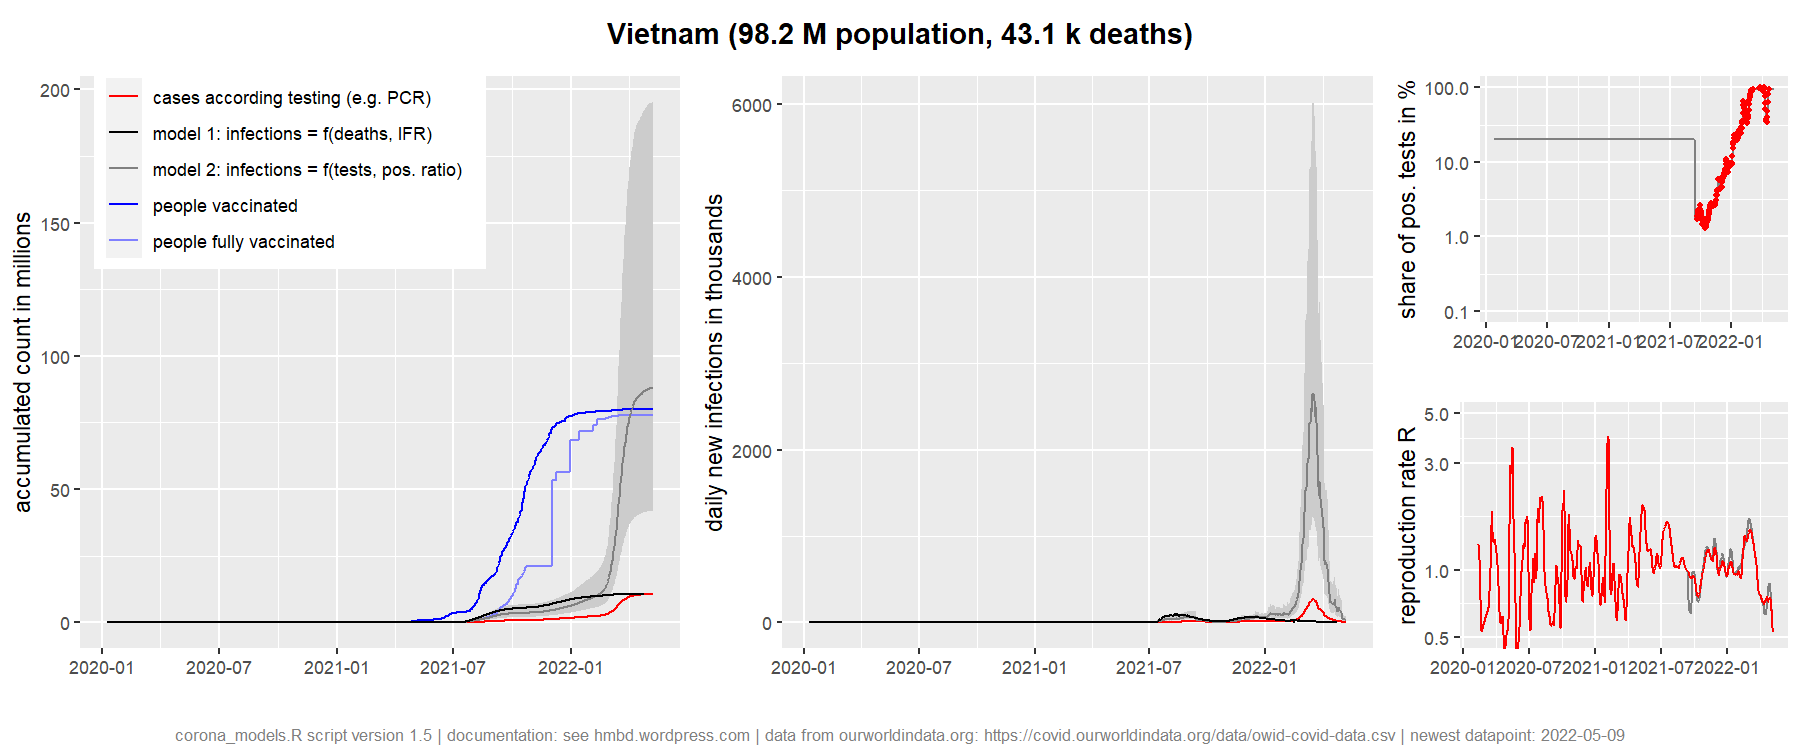 Vietnam (98.2 M population, 43.1 k deaths)
accumulated count in millions
200
150
100
50
0
cases according testing (e.g. PCR)
model 1: infections = f(deaths, IFR)
model 2: infections = f(tests, pos. ratio)
people vaccinated
people fully vaccinated
2020-01 2020-07 2021-01 2021-07 2022-01
daily new infections in thousands
6000
4000
2000
0
2020-01 2020-07 2021-01 2021-07 2022-01
share of pos. tests in %
100.0
10.0
1.0
0.1
2020-01 2020-07 2021-01 2021-07 2022-01
reproduction rate R
5.0
3.0
1.0
0.5
2020-01 2020-07 2021-01 2021-07 2022-01
corona_models.R script version 1.5 | documentation: see hmbd.wordpress.com | data from ourworldindata.org: https://covid.ourworldindata.org/data/owid-covid-data.csv | newest datapoint: 2022-05-09